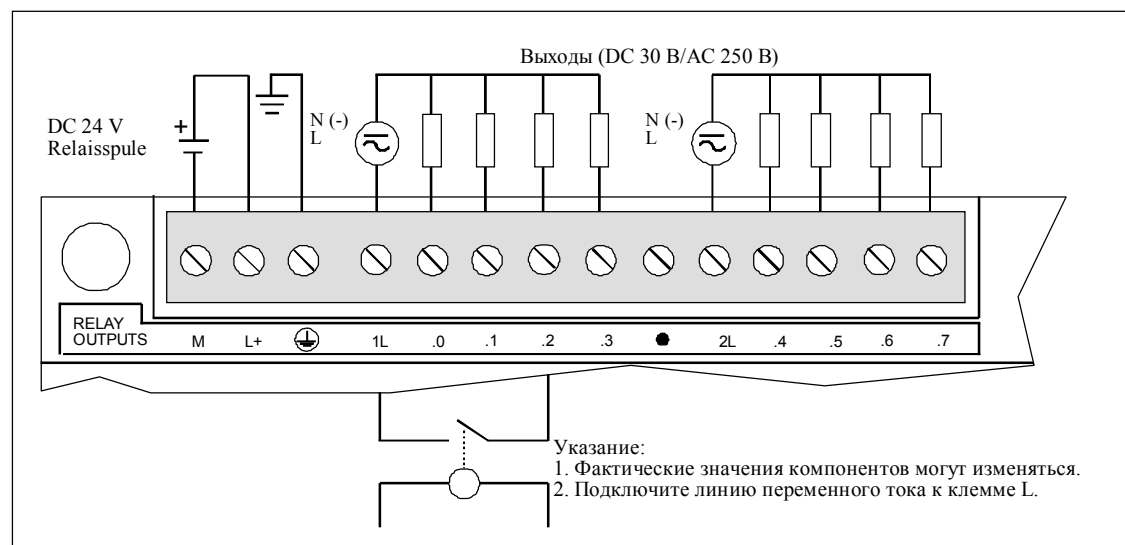 Выходы (DC 30 В/AC 250 В)
DC 24 V
Relaisspule
+
N (-)
L
N (-)
L
RELAY
OUTPUTS
M L+ 1L .0 .1 .2 .3 2L .4 .5 .6 .7
Указание:
1. Фактические значения компонентов могут изменяться.
2. Подключите линию переменного тока к клемме L.